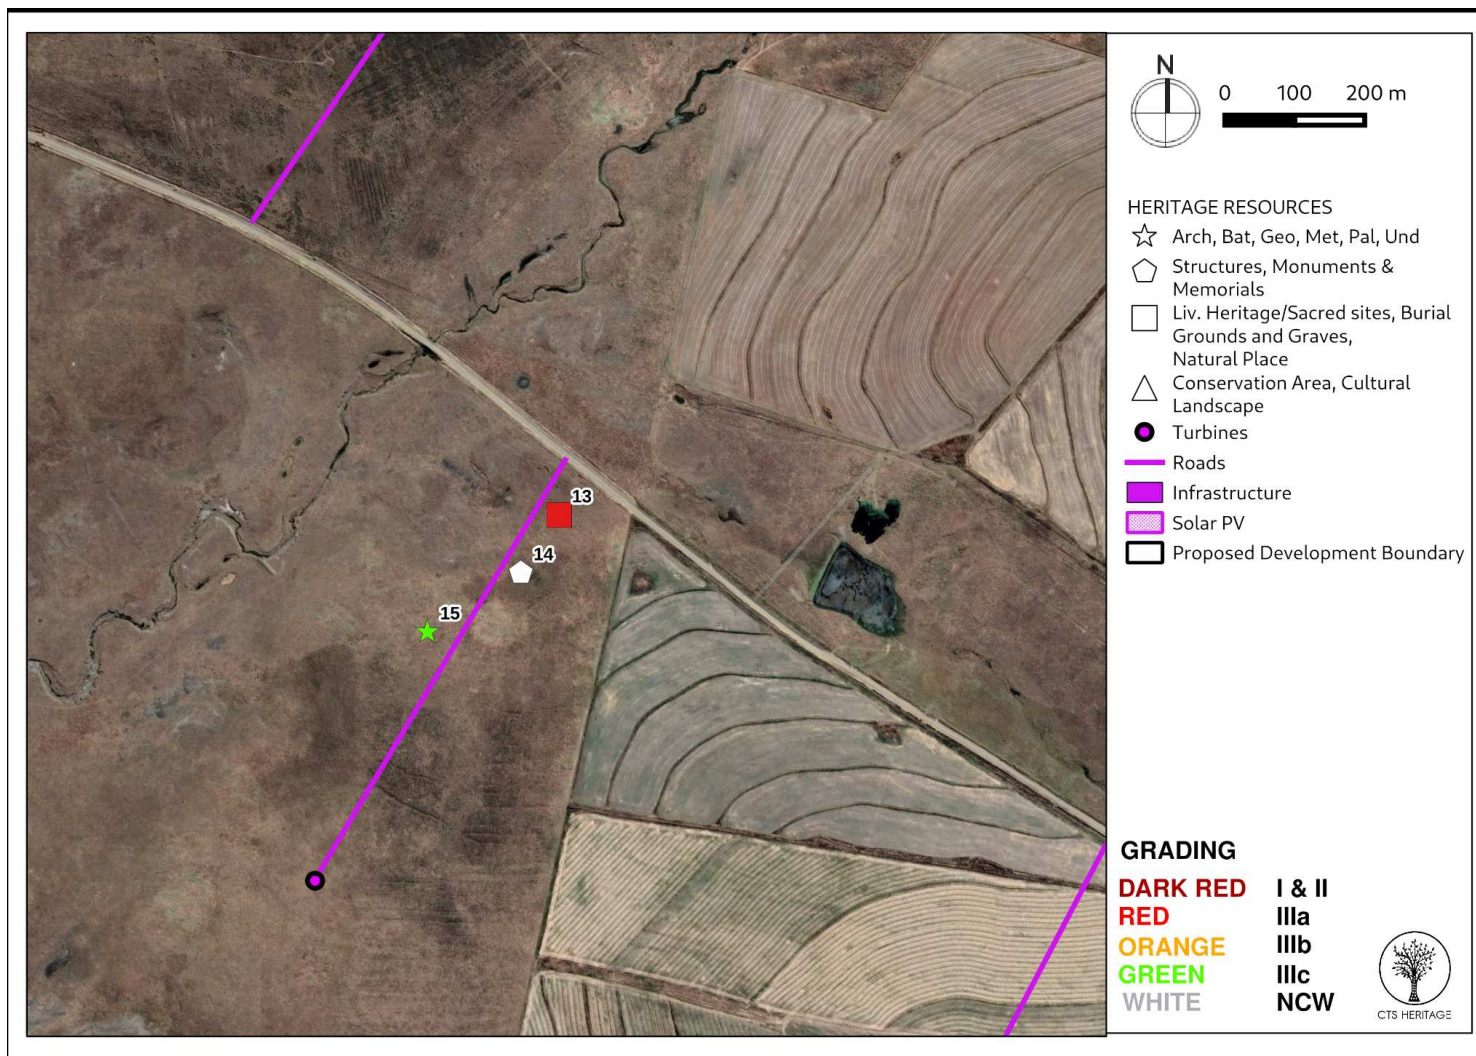 N
0 100 200 m
HERITAGE RESOURCES
Arch, Bat, Geo, Met, Pal, Und
Structures, Monuments &
Memorials
Liv. Heritage/Sacred sites, Burial
Grounds and Graves,
Natural Place
Conservation Area, Cultural
Landscape
Turbines
Roads
Infrastructure
Solar PV
Proposed Development Boundary
13
14
15
GRADING
DARK RED I & II
RED IIIa
ORANGE IIIb
GREEN IIIc
WHITE NCW
CTS HERITAGE